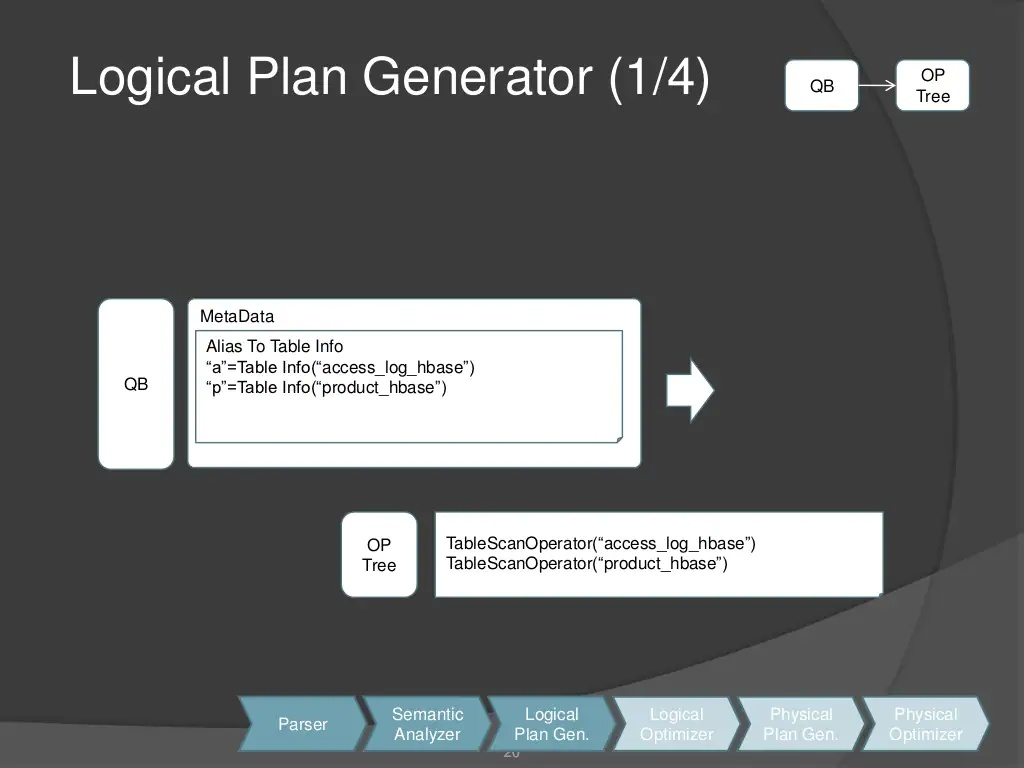 Logical Plan Generator (1/4)
QB
OP
Tree
QB
MetaData
Alias To Table Info
“a”=Table Info(“access_log_hbase”)
“p”=Table Info(“product_hbase”)
OP
Tree
TableScanOperator(“access_log_hbase”)
TableScanOperator(“product_hbase”)
Parser
Semantic
Analyzer
Logical
Plan Gen.
Logical
Optimizer
Physical
Plan Gen.
Physical
Optimizer
20